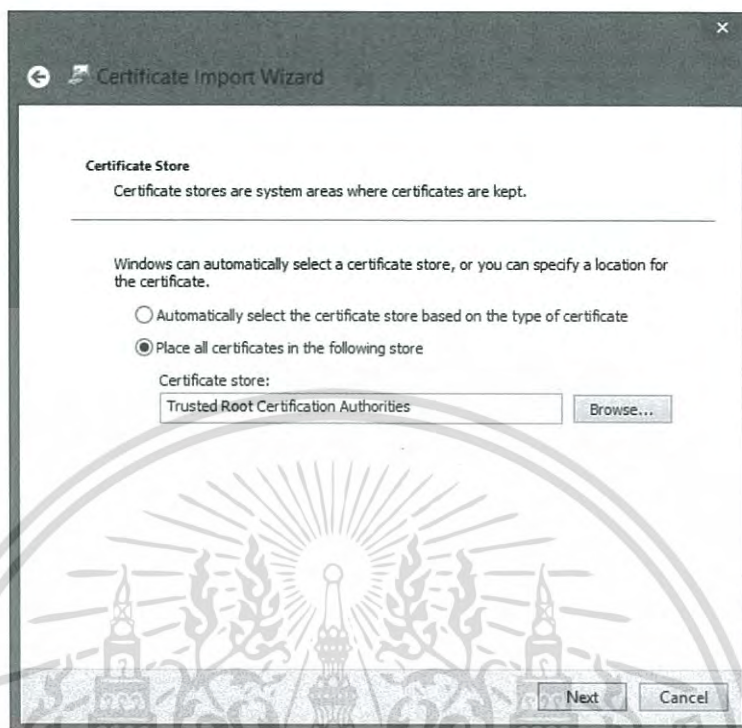 Certificate Import Wizard
Certificate Store
Certificate stores are system areas where certificates are kept.
Windows can automatically select a certificate store, or you can specify a location for
the certificate.
Automatically select the certificate store based on the type of certificate
Place all certificates in the following store
Certificate store:
Trusted Root Certification Authorities
Browse...
Next
Cancel